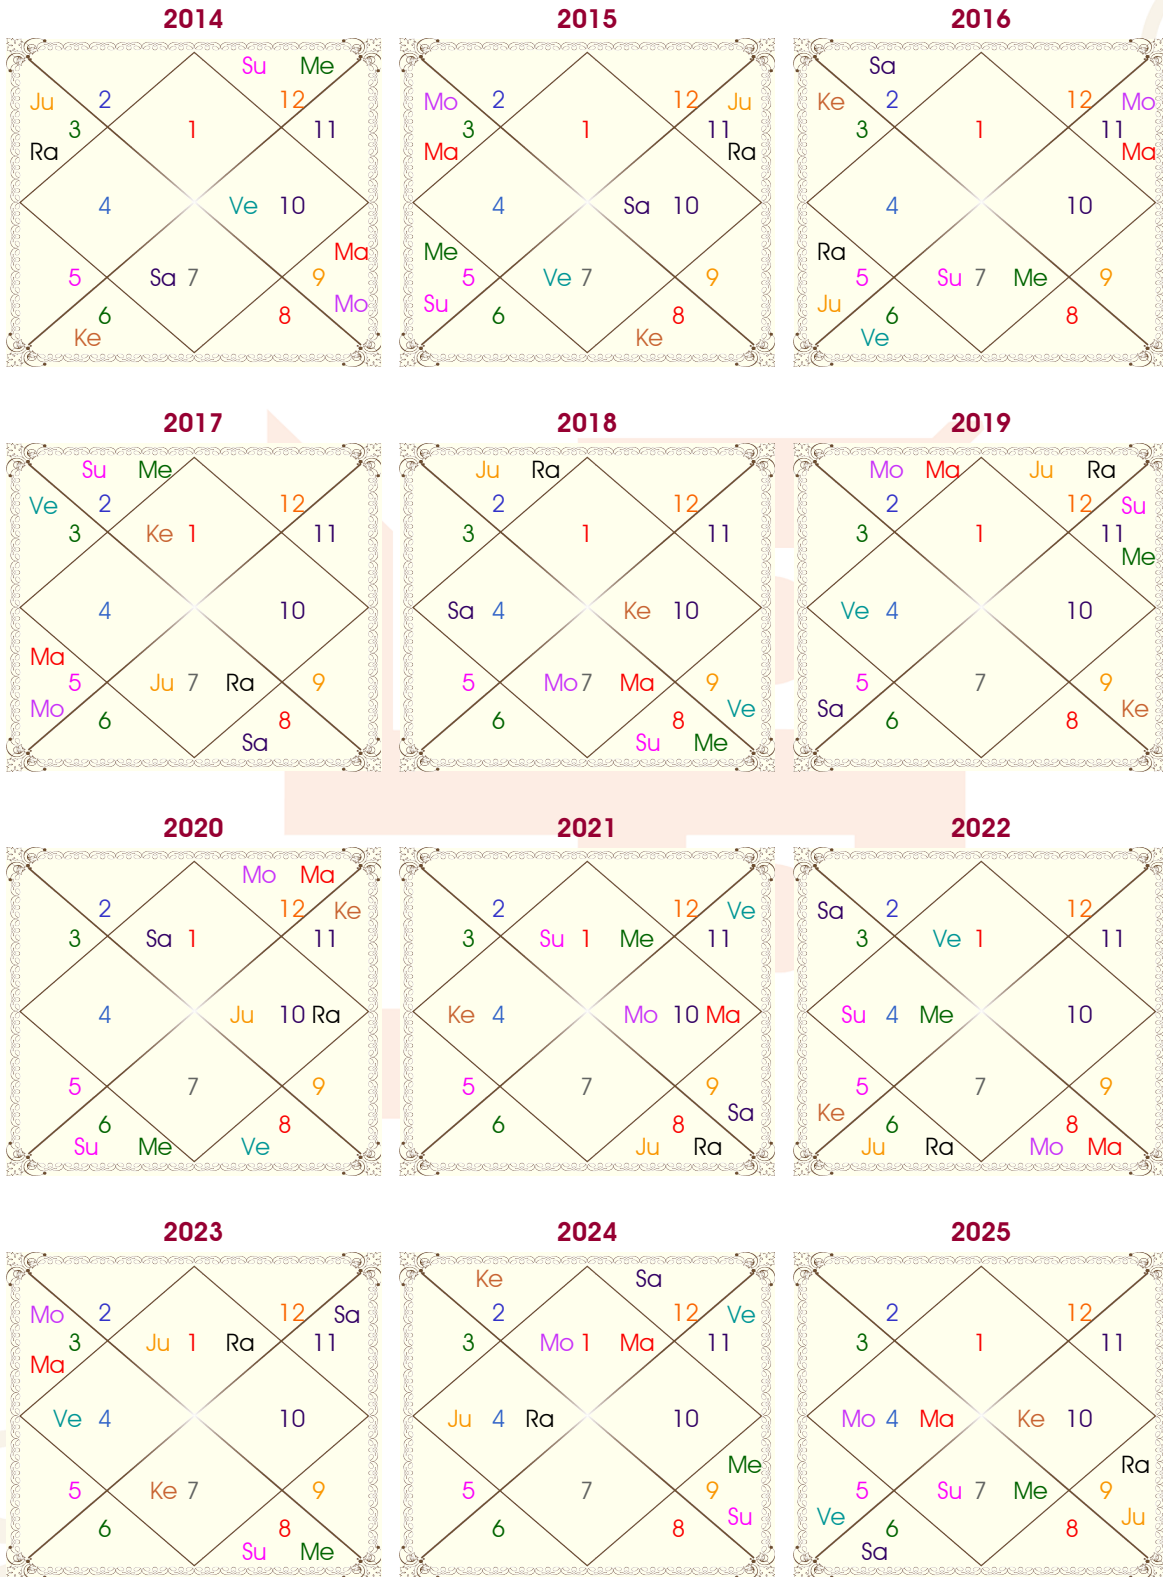 2014 2015 2016
Su Me Sa
Ju 2 12 Mo 2 12 Ju Ke 2 12 Mo
3 1 11 3 1 11 3 1 11
Ra Ma Ra Ma
4 Ve 10 4 Sa 10 4 10
Ma Me Ra
5 Sa 7 9 5 Ve 7 9 5 Su 7 Me 9
Mo Su Ju
6 8 6 8 6 8
Ke Ke Ve
2017 2018 2019
Su Me Ju Ra Mo Ma Ju Ra
Ve 2 12 2 12 2 12 Su
3 Ke 1 11 3 1 11 3 1 11
Me
4 10 Sa 4 Ke 10 Ve 4 10
Ma
5 Ju 7 Ra 9 5 Mo 7 Ma 9 5 7 9
Mo Ve Sa Ke
6 8 6 8 6 8
Sa Su Me
2020 2021 2022
Mo Ma
2 12 Ke 2 12 Ve Sa 2 12
3 Sa 1 11 3 Su 1 Me 11 3 Ve 1 11
4 Ju 10 Ra Ke 4 Mo 10 Ma Su 4 Me 10
5 7 9 5 7 9 5 7 9
Sa Ke
6 8 6 8 6 8
Su Me Ve Ju Ra Ju Ra Mo Ma
2023 2024 2025
Ke Sa
Mo 2 12 Sa 2 12 Ve 2 12
3 Ju 1 Ra 11 3 Mo 1 Ma 11 3 1 11
Ma
Ve 4 10 Ju 4 Ra 10 Mo 4 Ma Ke 10
Me Ra
5 Ke 7 9 5 7 9 5 Su 7 Me 9
Su Ve Ju
6 8 6 8 6 8
Su Me Sa